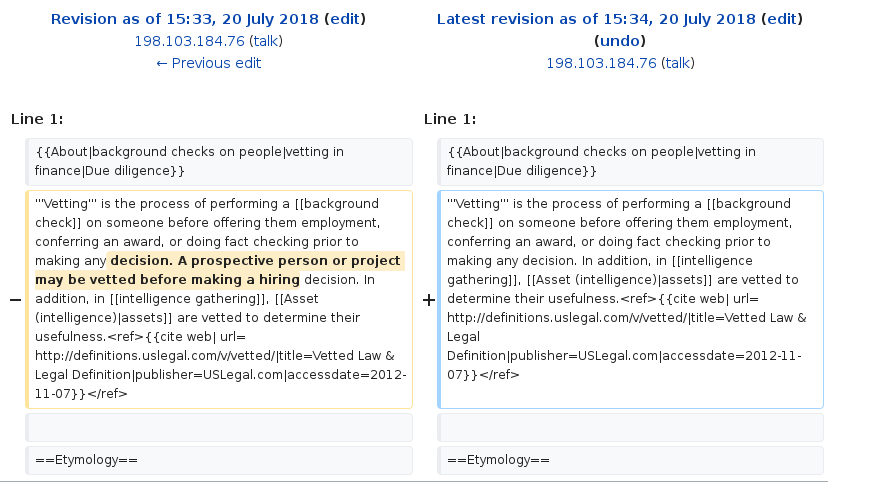 Revision as of 15:33, 20 July 2018 (edit)
198.103.184.76 (talk)
← Previous edit
Latest revision as of 15:34, 20 July 2018 (edit)
(undo)
198.103.184.76 (talk)
Line 1:
Line 1:
{{About|background checks on people|vetting in
finance|Due diligence}}
{{About|background checks on people|vetting in
finance|Due diligence}}
−
'''Vetting''' is the process of performing a [[background
check]] on someone before offering them employment,
conferring an award, or doing fact checking prior to
making any decision. A prospective person or project
may be vetted before making a hiring decision. In
addition, in [[intelligence gathering]], [[Asset
(intelligence)|assets]] are vetted to determine their
usefulness.<ref>{{cite web| url=
http://definitions.uslegal.com/v/vetted/|title=Vetted Law &
Legal Definition|publisher=USLegal.com|accessdate=2012-
11-07}}</ref>
+
'''Vetting''' is the process of performing a [[background
check]] on someone before offering them employment,
conferring an award, or doing fact checking prior to
making any decision. In addition, in [[intelligence
gathering]], [[Asset (intelligence)|assets]] are vetted to
determine their usefulness.<ref>{{cite web| url=
http://definitions.uslegal.com/v/vetted/|title=Vetted Law &
Legal
Definition|publisher=USLegal.com|accessdate=2012-11-
07}}</ref>
==Etymology==
==Etymology==